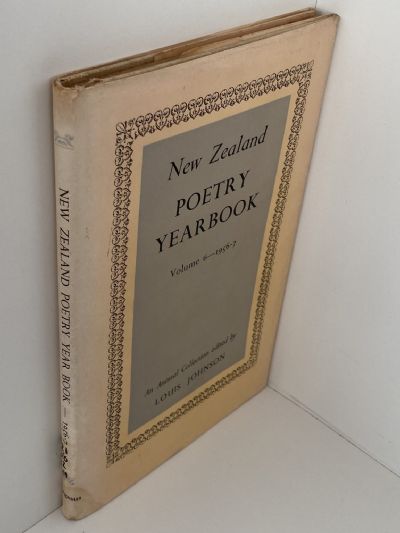 New Zealand
POETRY
YEARBOOK
Volume 6—1956-7
An Annual Collection edited by
LOUIS JOHNSON
NEW ZEALAND POETRY YEAR BOOK —